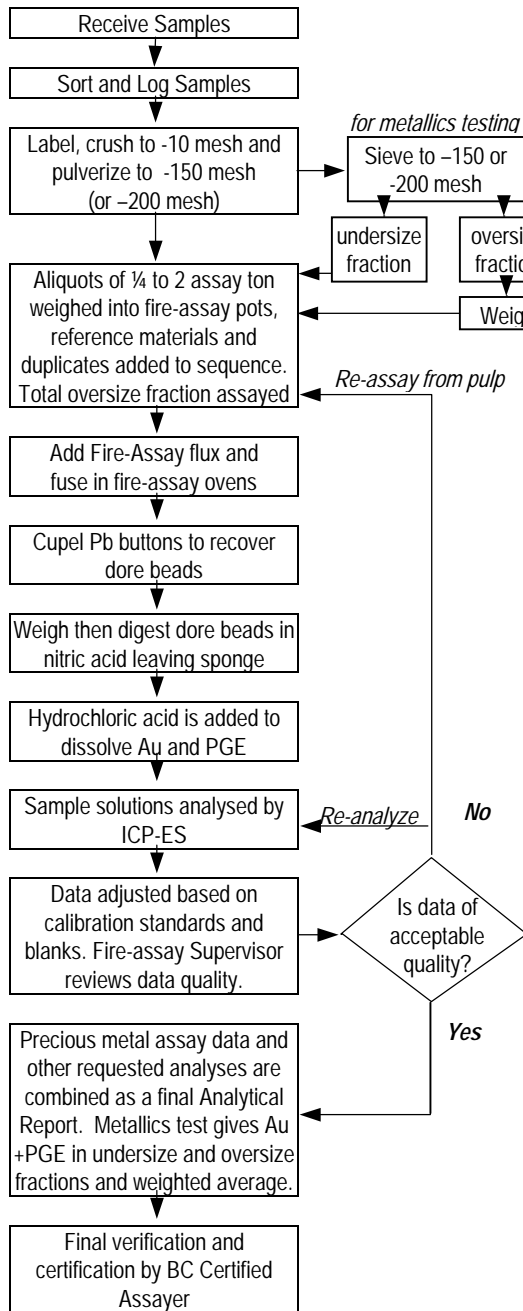 Receive Samples
Sort and Log Samples
for metallics testing
Label, crush to -10 mesh and
pulverize to  -150 mesh
(or –200 mesh)
Sieve to –150 or
-200 mesh
undersize
fraction
Aliquots of ¼ to 2 assay ton
weighed into fire-assay pots,
reference materials and
duplicates added to sequence.
Total oversize fraction assayed
Re-assay from pulp
Add Fire-Assay flux and
fuse in fire-assay ovens
Cupel Pb buttons to recover
dore beads
Weigh then digest dore beads in
nitric acid leaving sponge
Hydrochloric acid is added to
dissolve Au and PGE
Sample solutions analysed by
ICP-ES
Re-analyze
No
Data adjusted based on
calibration standards and
blanks. Fire-assay Supervisor
reviews data quality.
Is data of
acceptable
quality?
Yes
Precious metal assay data and
other requested analyses are
combined as a final Analytical
Report.  Metallics test gives Au
+PGE in undersize and oversize
fractions and weighted average.
Final verification and
certification by BC Certified
Assayer